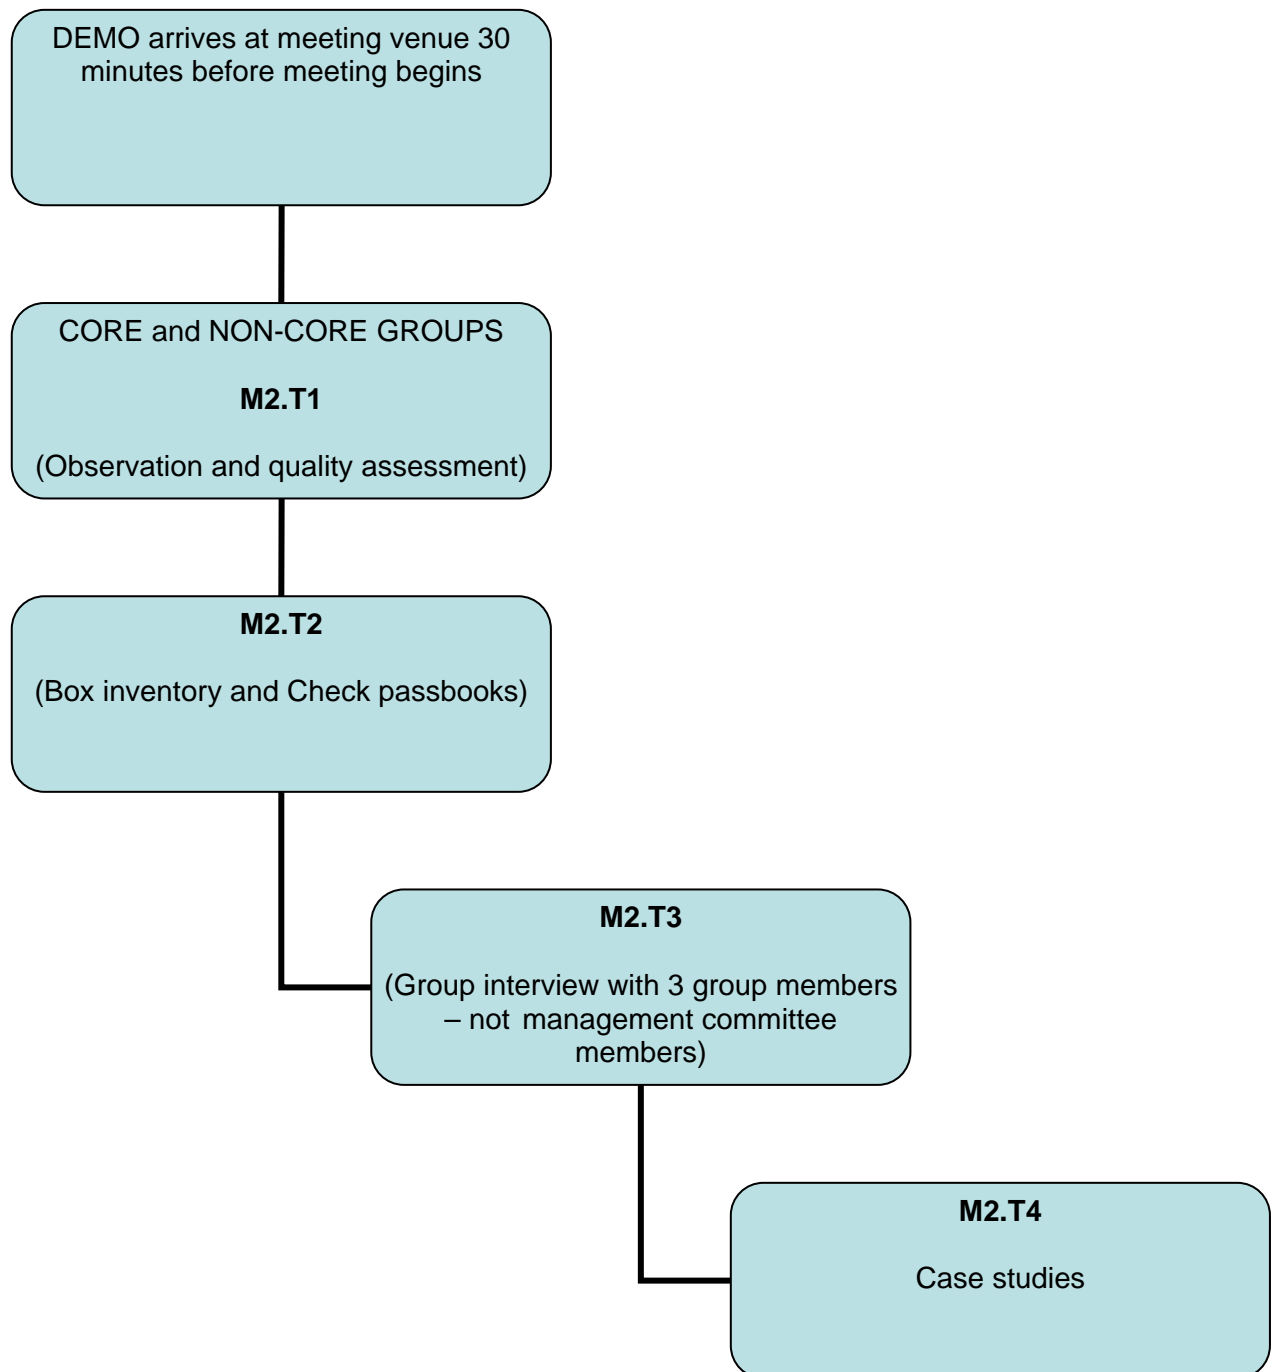 DEMO arrives at meeting venue 30
minutes before meeting begins
CORE and NON-CORE GROUPS
M2.T1
(Observation and quality assessment)
M2.T2
(Box inventory and Check passbooks)
M2.T3
(Group interview with 3 group members
– not management committee
members)
M2.T4
Case studies